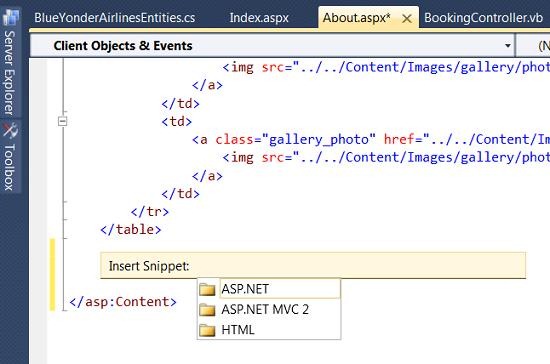 BlueYonderAirlinesEntities.cs Index.aspx About.aspx* BookingController.vb
Server Explorer
Toolbox
Client Objects & Events (N
<img src="../../Content/Images/gallery/phot
</a>
</td>
<td>
<a class="gallery_photo" href="../../Content/Im
<img src="../../Content/Images/gallery/phot
</a>
</td>
</tr>
</table>
Insert Snippet:
ASP.NET
ASP.NET MVC 2
HTML
</asp:Content>